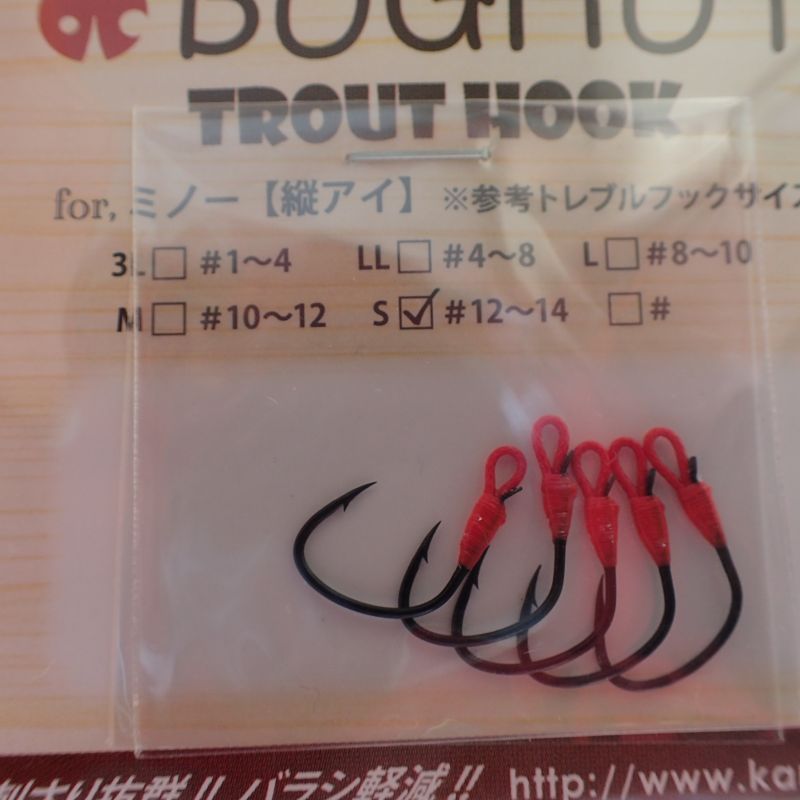 TROUT HOOK
for, ミノー【縦アイ】 ※参考トレブルフックサイズ
3L □ #1～4 LL □ #4～8 L □ #8～10
M □ #10～12 S ☑ #12～14 □ #
抜群!! バラシ軽減!! http://www.ka